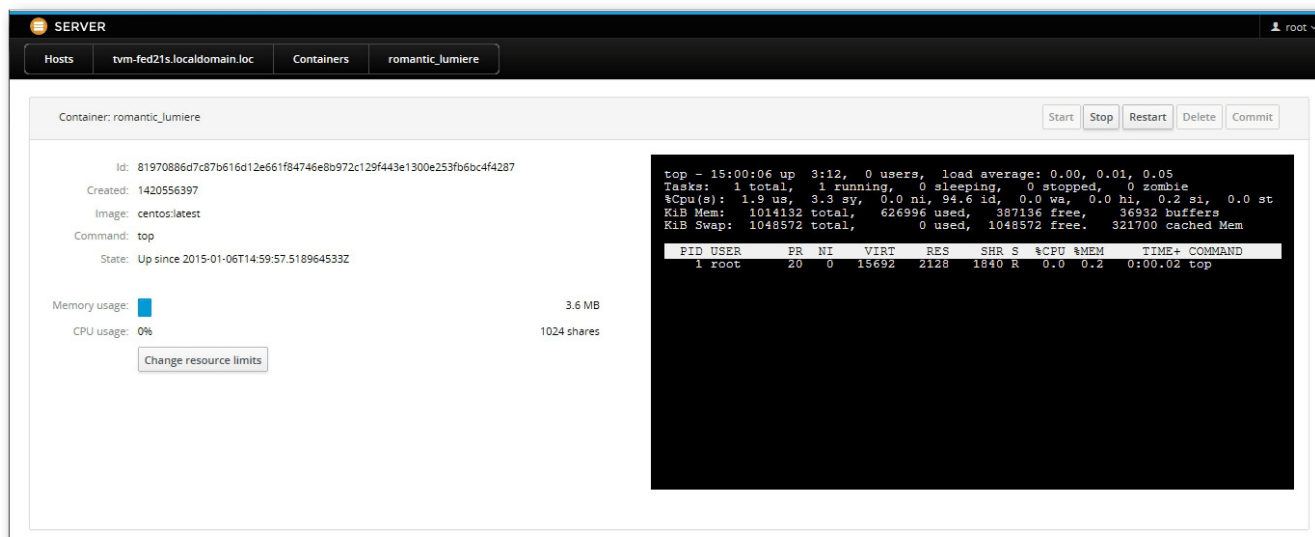 SERVER
root
Hosts tvm-fed21s.localdomain.loc Containers romantic_lumiere
Container: romantic_lumiere
Start Stop Restart Delete Commit
Id: 81970886d7c87b616d12e661f84746e8b972c129f443e1300e253fb6bc4f4287
Created: 1420556397
Image: centos:latest
Command: top
State: Up since 2015-01-06T14:59:57.518964533Z
Memory usage: 3.6 MB
CPU usage: 0% 1024 shares
Change resource limits
top - 15:00:06 up  3:12,  0 users,  load average: 0.00, 0.01, 0.05
Tasks:   1 total,   1 running,   0 sleeping,   0 stopped,   0 zombie
%Cpu(s):  1.9 us,  3.3 sy,  0.0 ni, 94.6 id,  0.0 wa,  0.0 hi,  0.2 si,  0.0 st
KiB Mem:   1014132 total,   626996 used,   387136 free,    36932 buffers
KiB Swap:  1048572 total,        0 used,  1048572 free.   321700 cached Mem
PID USER      PR  NI    VIRT    RES    SHR S  %CPU %MEM     TIME+ COMMAND
1 root      20   0   15692   2128   1840 R   0.0  0.2   0:00.02 top